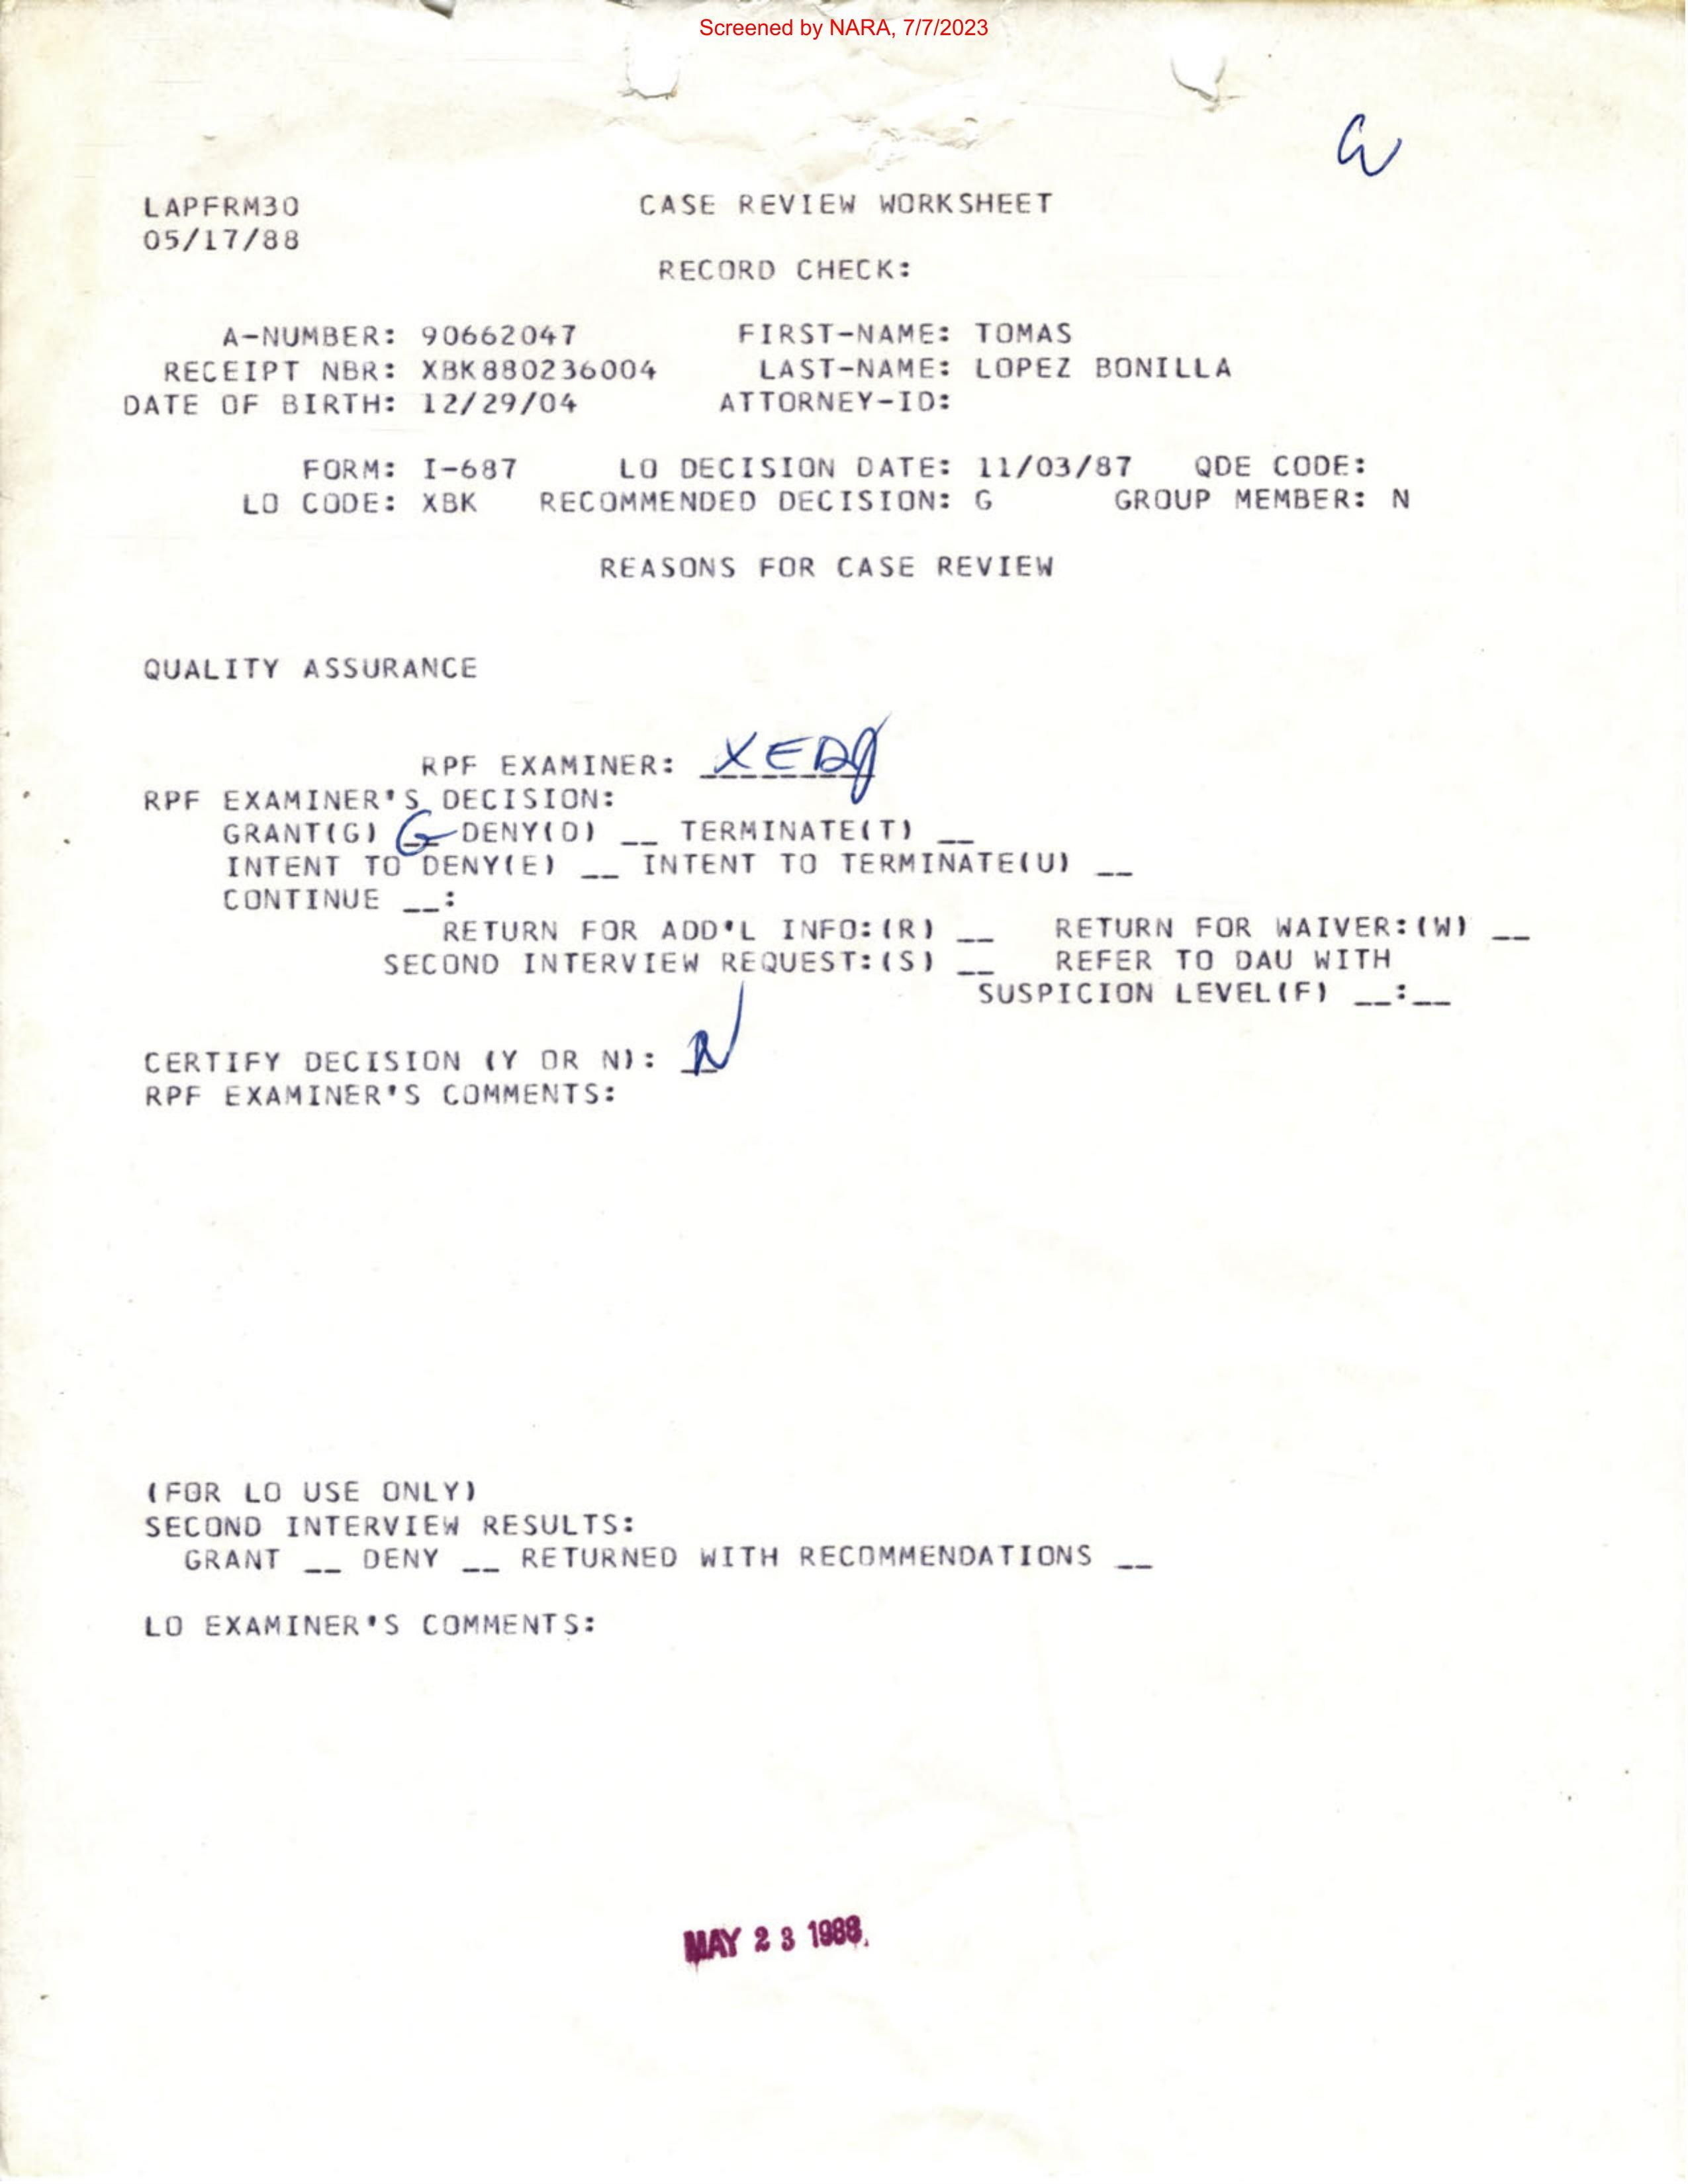 Screened by NARA, 7/7/2023
LAPFRM30 CASE REVIEW WORKSHEET
05/17/88
RECORD CHECK:
A-NUMBER: 90662047 FIRST-NAME: TOMAS
RECEIPT NBR: XBK880236004 LAST-NAME: LOPEZ BONILLA
DATE OF BIRTH: 12/29/04 ATTORNEY-ID:
FORM: I-687 LO DECISION DATE: 11/03/87 QDE CODE:
LO CODE: XBK RECOMMENDED DECISION: G GROUP MEMBER: N
REASONS FOR CASE REVIEW
QUALITY ASSURANCE
RPF EXAMINER:
RPF EXAMINER'S DECISION:
GRANT(G) G DENY(D) __ TERMINATE(T) __
INTENT TO DENY(E) __ INTENT TO TERMINATE(U) __
CONTINUE __:
RETURN FOR ADD'L INFO:(R) __ RETURN FOR WAIVER:(W) __
SECOND INTERVIEW REQUEST:(S) __ REFER TO DAU WITH
SUSPICION LEVEL(F) __:__
CERTIFY DECISION (Y OR N): N
RPF EXAMINER'S COMMENTS:
(FOR LO USE ONLY)
SECOND INTERVIEW RESULTS:
GRANT __ DENY __ RETURNED WITH RECOMMENDATIONS __
LO EXAMINER'S COMMENTS:
MAY 23 1988